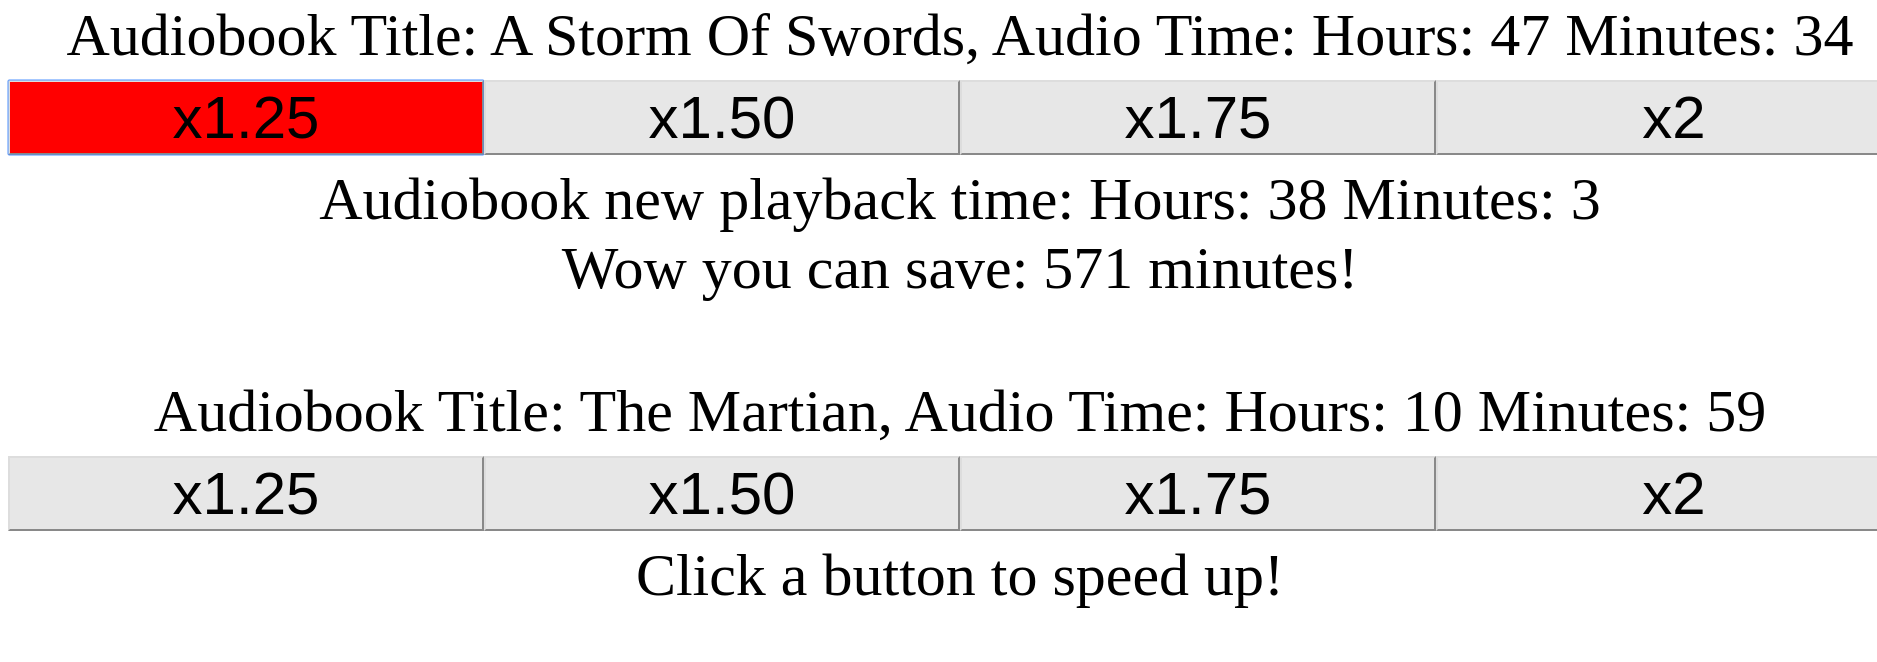 Audiobook Title: A Storm Of Swords, Audio Time: Hours: 47 Minutes: 34
x1.25 x1.50 x1.75 x2
Audiobook new playback time: Hours: 38 Minutes: 3
Wow you can save: 571 minutes!
Audiobook Title: The Martian, Audio Time: Hours: 10 Minutes: 59
x1.25 x1.50 x1.75 x2
Click a button to speed up!